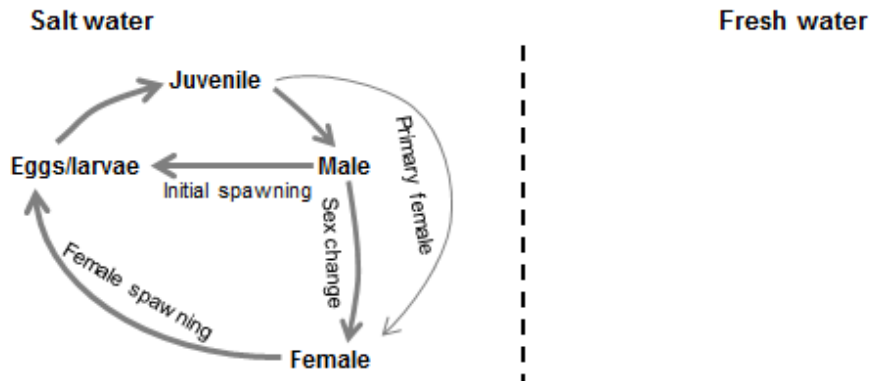 Salt water
Fresh water
Juvenile
Eggs/larvae
Male
Initial spawning
Primary female
Sex change
Female spawning
Female